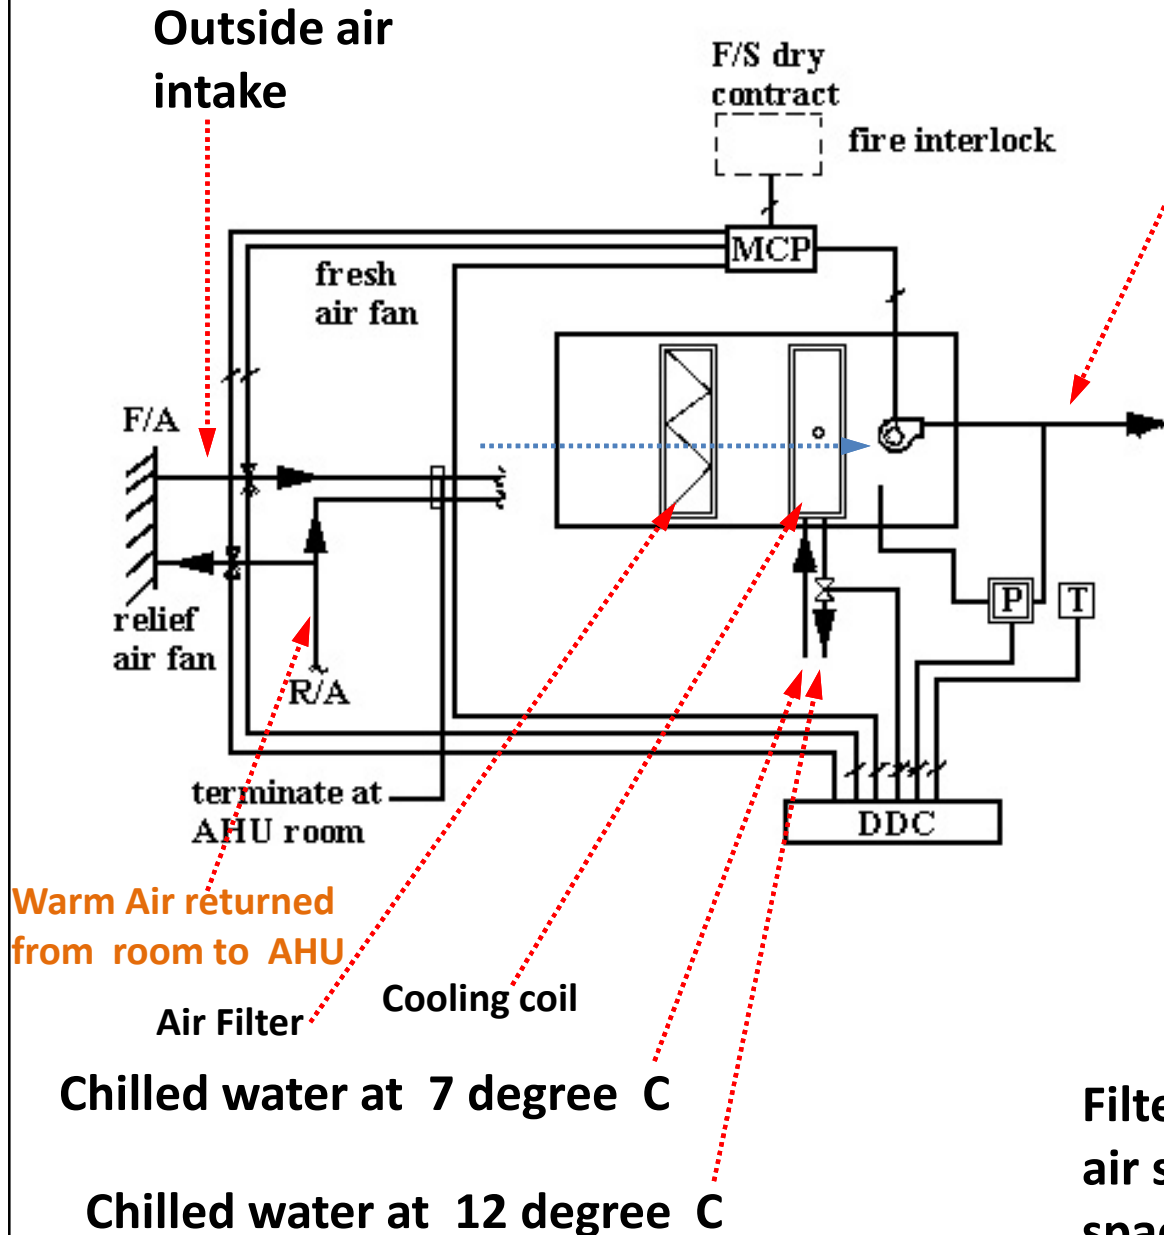 Outside air
intake
F/S dry
contract
fire interlock
MCP
fresh
air fan
F/A
relief
air fan
R/A
P
T
terminate at
AHU room
DDC
Warm Air returned
from room to AHU
Air Filter
Cooling coil
Chilled water at 7 degree C
Chilled water at 12 degree C
air